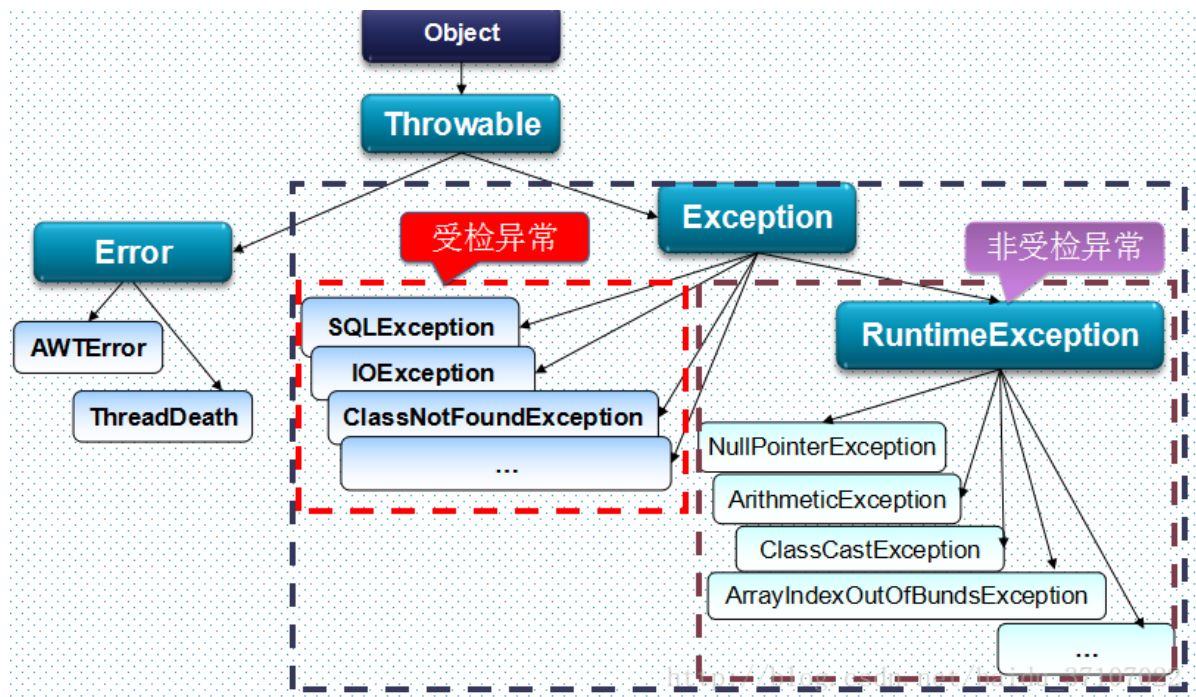 Object
Throwable
Exception
受检异常
非受检异常
Error
SQLException
RuntimeException
AWTError
IOException
ThreadDeath
ClassNotFoundException
...
NullPointerException
ArithmeticException
ClassCastException
ArrayIndexOutOfBundsException
...